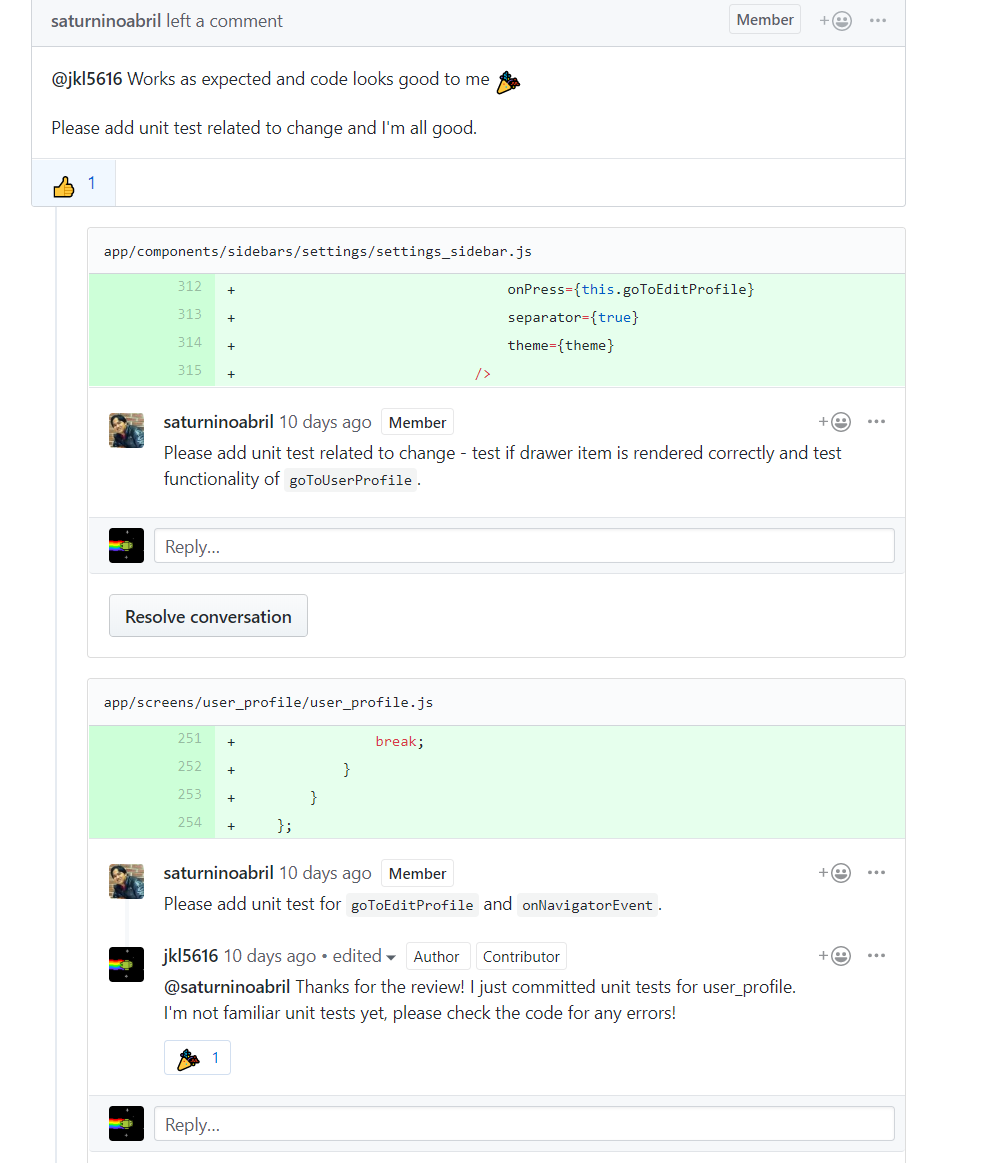 saturninoabril left a comment Member
@jkl5616 Works as expected and code looks good to me
Please add unit test related to change and I'm all good.
1
app/components/sidebars/settings/settings_sidebar.js
312 + onPress={this.goToEditProfile}
313 + separator={true}
314 + theme={theme}
315 + />
saturninoabril 10 days ago Member
Please add unit test related to change - test if drawer item is rendered correctly and test
functionality of goToUserProfile.
Reply...
Resolve conversation
app/screens/user_profile/user_profile.js
251 + break;
252 + }
253 + }
254 + };
saturninoabril 10 days ago Member
Please add unit test for goToEditProfile and onNavigatorEvent.
jkl5616 10 days ago • edited Author Contributor
@saturninoabril Thanks for the review! I just committed unit tests for user_profile.
I'm not familiar unit tests yet, please check the code for any errors!
1
Reply...